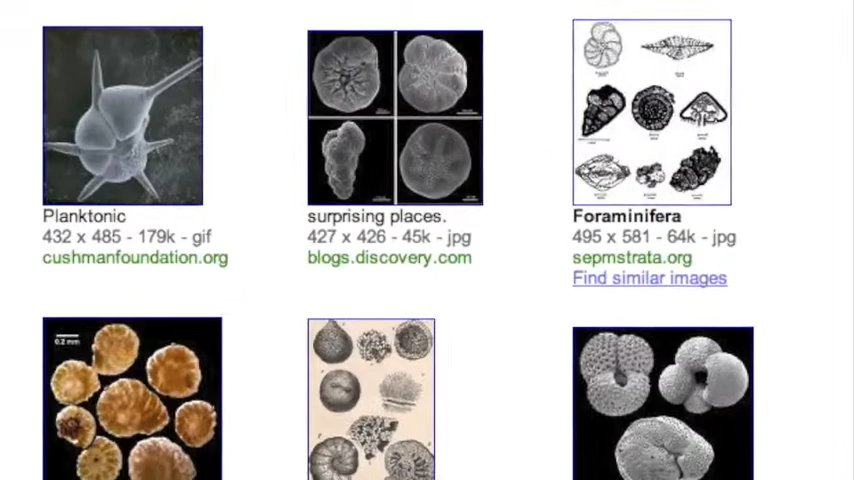 Planktonic
432 x 485 - 179k - gif
cushmanfoundation.org
surprising places.
427 x 426 - 45k - jpg
blogs.discovery.com
Foraminifera
495 x 581 - 64k - jpg
sepmstrata.org
Find similar images
0.2 mm